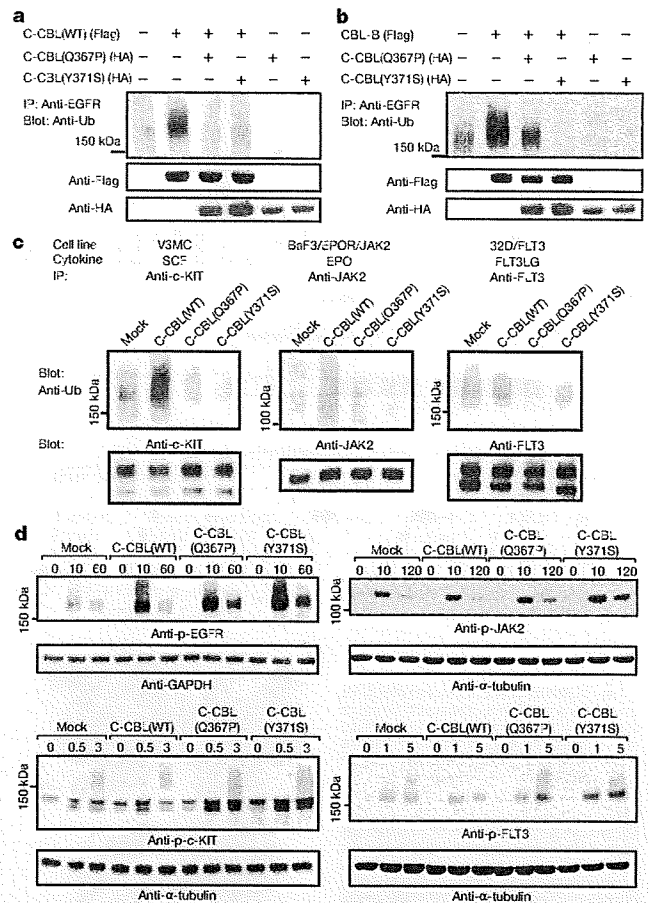 a
C-CBL(WT) (Flag) – + + + – –
C-CBL(Q367P) (HA) – – + – + –
C-CBL(Y371S) (HA) – – – + – +
IP: Anti-EGFR
Blot: Anti-Ub
150 kDa
Anti-Flag
Anti-HA
b
CBL-B (Flag) – + + + – –
C-CBL(Q367P) (HA) – – + – + –
C-CBL(Y371S) (HA) – – – + – +
IP: Anti-EGFR
Blot: Anti-Ub
150 kDa
Anti-Flag
Anti-HA
c
Cell line V3MC BaF3/EPOR/JAK2 32D/FLT3
Cytokine SCF EPO FLT3LG
IP: Anti-c-KIT Anti-JAK2 Anti-FLT3
Mock C-CBL(WT) C-CBL(Q367P) C-CBL(Y371S)
Mock C-CBL(WT) C-CBL(Q367P) C-CBL(Y371S)
Mock C-CBL(WT) C-CBL(Q367P) C-CBL(Y371S)
Blot:
Anti-Ub
150 kDa
100 kDa
150 kDa
Blot: Anti-c-KIT Anti-JAK2 Anti-FLT3
d
Mock C-CBL(WT) C-CBL (Q367P) C-CBL (Y371S)
0 10 60 0 10 60 0 10 60 0 10 60
150 kDa
Anti-p-EGFR
Anti-GAPDH
Mock C-CBL(WT) C-CBL (Q367P) C-CBL (Y371S)
0 10 120 0 10 120 0 10 120 0 10 120
100 kDa
Anti-p-JAK2
Anti-α-tubulin
Mock C-CBL(WT) C-CBL (Q367P) C-CBL (Y371S)
0 0.5 3 0 0.5 3 0 0.5 3 0 0.5 3
150 kDa
Anti-p-c-KIT
Anti-α-tubulin
Mock C-CBL(WT) C-CBL (Q367P) C-CBL (Y371S)
0 1 5 0 1 5 0 1 5 0 1 5
150 kDa
Anti-p-FLT3
Anti-α-tubulin